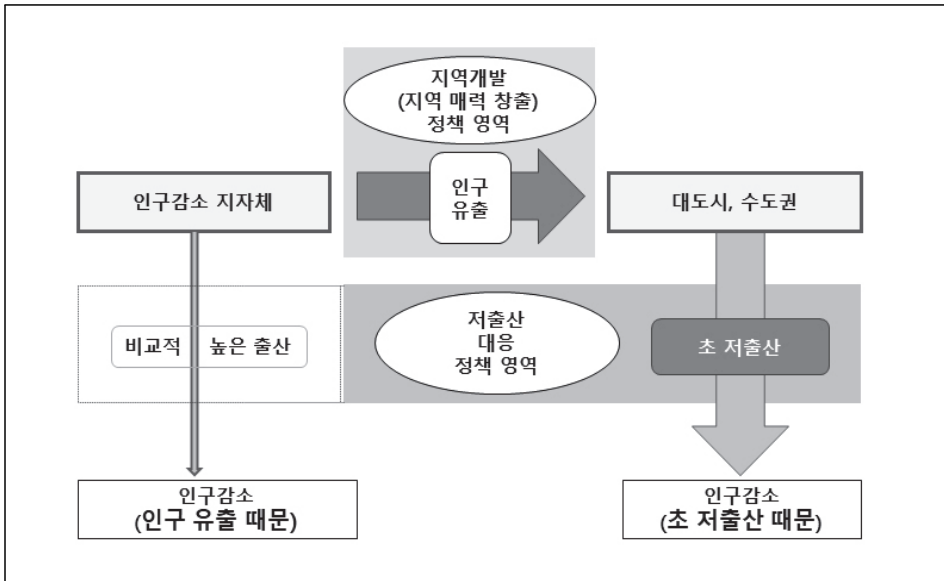 지역개발
(지역 매력 창출)
정책 영역
인구감소 지자체
인구
유출
대도시, 수도권
비교적 높은 출산
저출산
대응
정책 영역
초 저출산
인구감소
(인구 유출 때문)
인구감소
(초 저출산 때문)